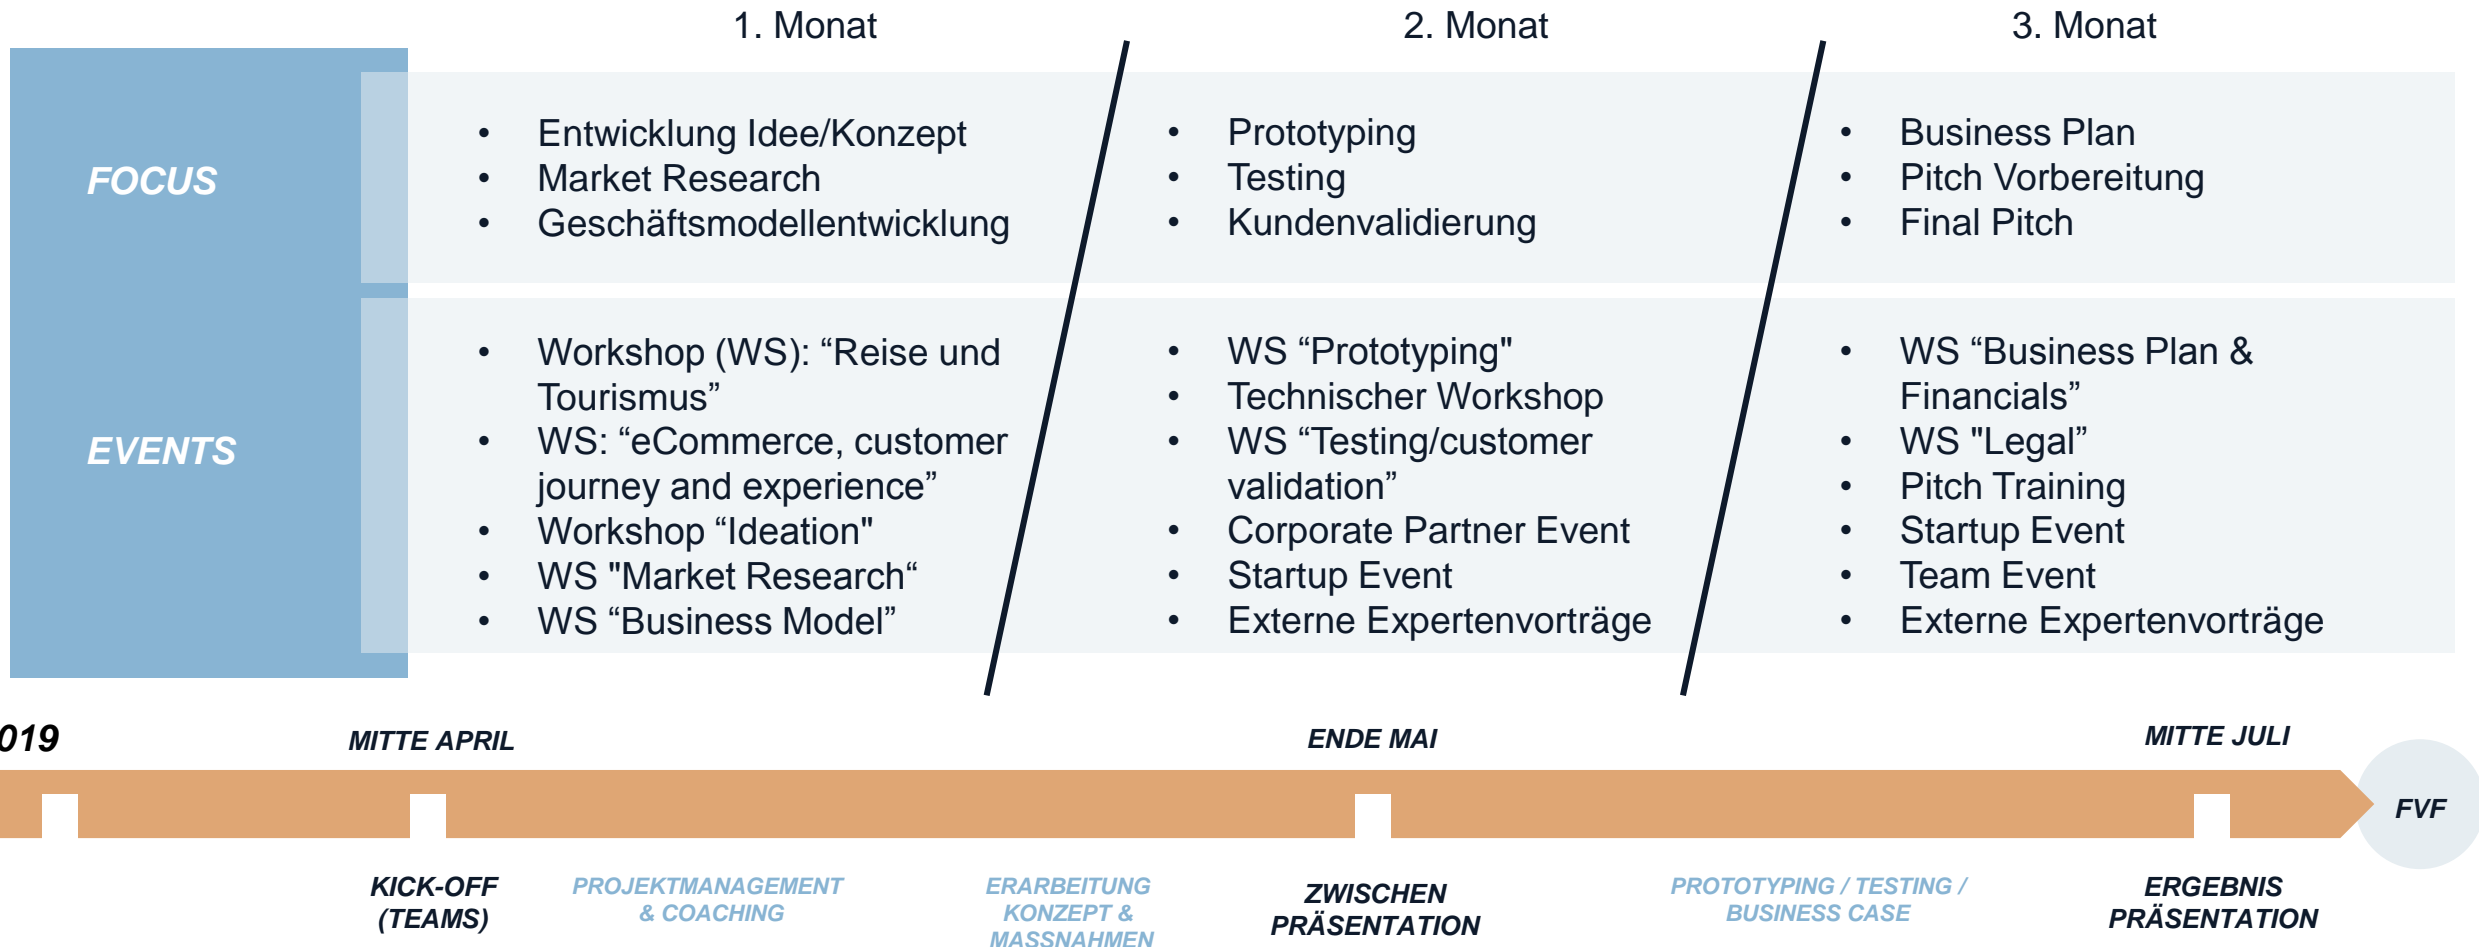 1. Monat
2. Monat
3. Monat
FOCUS
• Entwicklung Idee/Konzept
• Market Research
• Geschäftsmodellentwicklung
• Prototyping
• Testing
• Kundenvalidierung
• Business Plan
• Pitch Vorbereitung
• Final Pitch
EVENTS
• Workshop (WS): “Reise und
Tourismus”
• WS: “eCommerce, customer
journey and experience”
• Workshop “Ideation"
• WS "Market Research“
• WS “Business Model”
• WS “Prototyping"
• Technischer Workshop
• WS “Testing/customer
validation”
• Corporate Partner Event
• Startup Event
• Externe Expertenvorträge
• WS “Business Plan &
Financials”
• WS "Legal”
• Pitch Training
• Startup Event
• Team Event
• Externe Expertenvorträge
019
MITTE APRIL
ENDE MAI
MITTE JULI
FVF
KICK-OFF
(TEAMS)
PROJEKTMANAGEMENT
& COACHING
ERARBEITUNG
KONZEPT &
MASSNAHMEN
ZWISCHEN
PRÄSENTATION
PROTOTYPING / TESTING /
BUSINESS CASE
ERGEBNIS
PRÄSENTATION